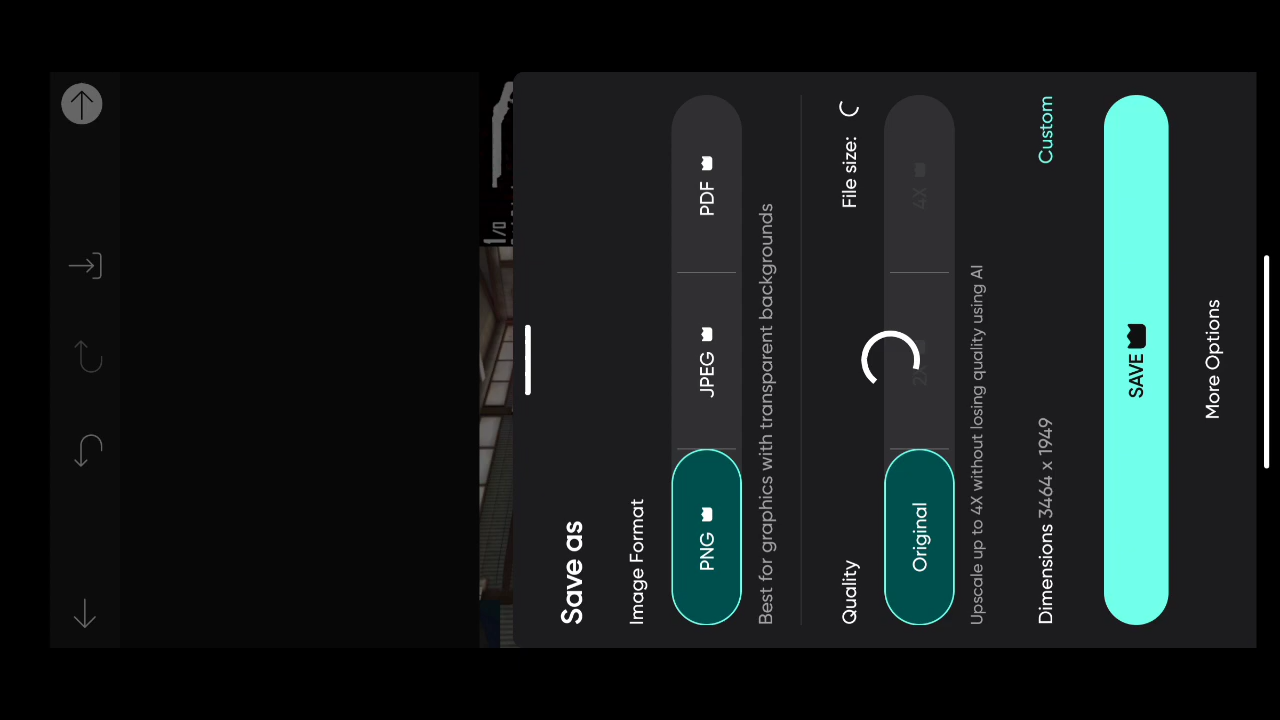 Save as
Image Format
PNG
JPEG
PDF
Best for graphics with transparent backgrounds
Quality
File size:
Original
4X
Upscale up to 4X without losing quality using AI
Dimensions 3464 x 1949
Custom
SAVE
More Options